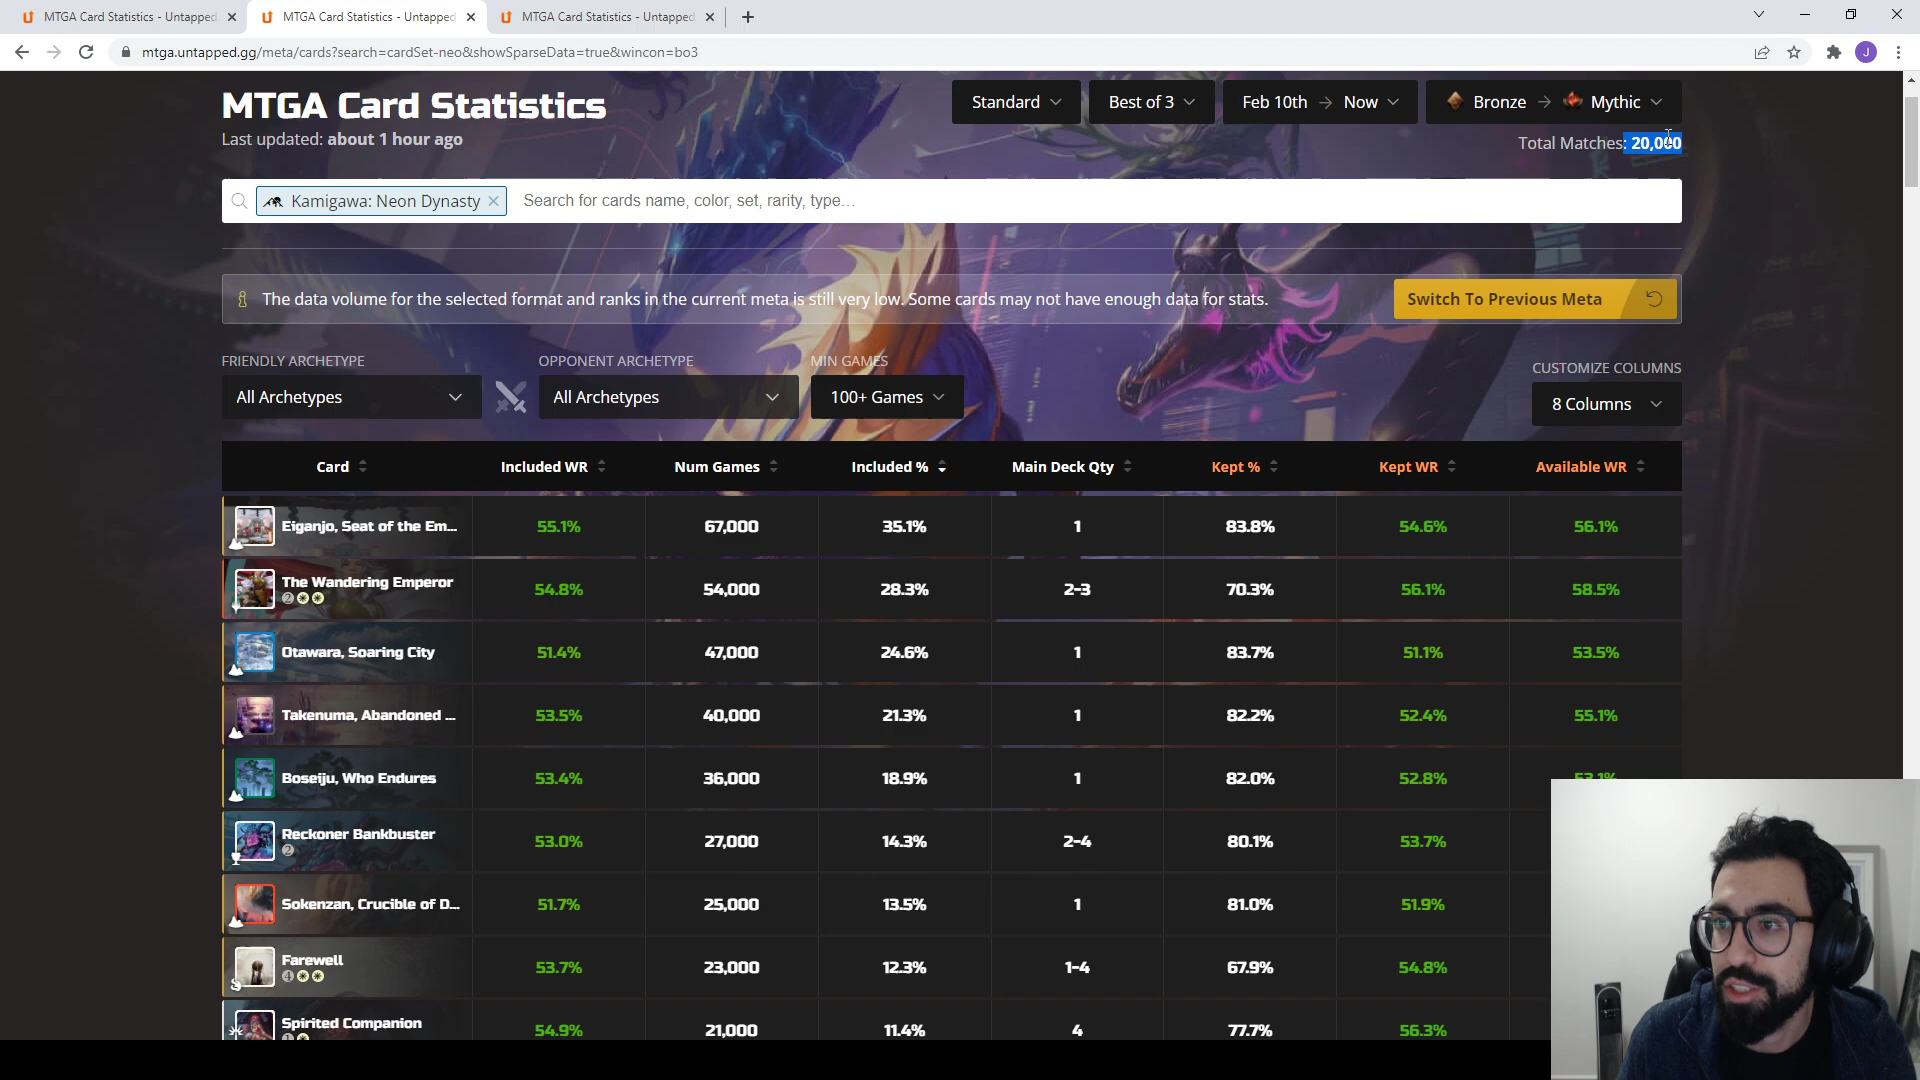 MTGA Card Statistics - Untapped
MTGA Card Statistics - Untapped
MTGA Card Statistics - Untapped
mtga.untapped.gg/meta/cards?search=cardSet-neo&showSparseData=true&wincon=bo3
J
MTGA Card Statistics
Last updated: about 1 hour ago
Standard
Best of 3
Feb 10th → Now
Bronze → Mythic
Total Matches: 20,000
Kamigawa: Neon Dynasty
Search for cards name, color, set, rarity, type...
The data volume for the selected format and ranks in the current meta is still very low. Some cards may not have enough data for stats.
Switch To Previous Meta
FRIENDLY ARCHETYPE
OPPONENT ARCHETYPE
MIN GAMES
CUSTOMIZE COLUMNS
All Archetypes
All Archetypes
100+ Games
8 Columns
Card Included WR Num Games Included % Main Deck Qty Kept % Kept WR Available WR
Eiganjo, Seat of the Em... 55.1% 67,000 35.1% 1 83.8% 54.6% 56.1%
The Wandering Emperor 54.8% 54,000 28.3% 2-3 70.3% 56.1% 58.5%
2
Otawara, Soaring City 51.4% 47,000 24.6% 1 83.7% 51.1% 53.5%
Takenuma, Abandoned ... 53.5% 40,000 21.3% 1 82.2% 52.4% 55.1%
Boseiju, Who Endures 53.4% 36,000 18.9% 1 82.0% 52.8%
Reckoner Bankbuster 53.0% 27,000 14.3% 2-4 80.1% 53.7%
2
Sokenzan, Crucible of D... 51.7% 25,000 13.5% 1 81.0% 51.9%
Farewell 53.7% 23,000 12.3% 1-4 67.9% 54.8%
4
Spirited Companion 54.9% 21,000 11.4% 4 77.7% 56.3%